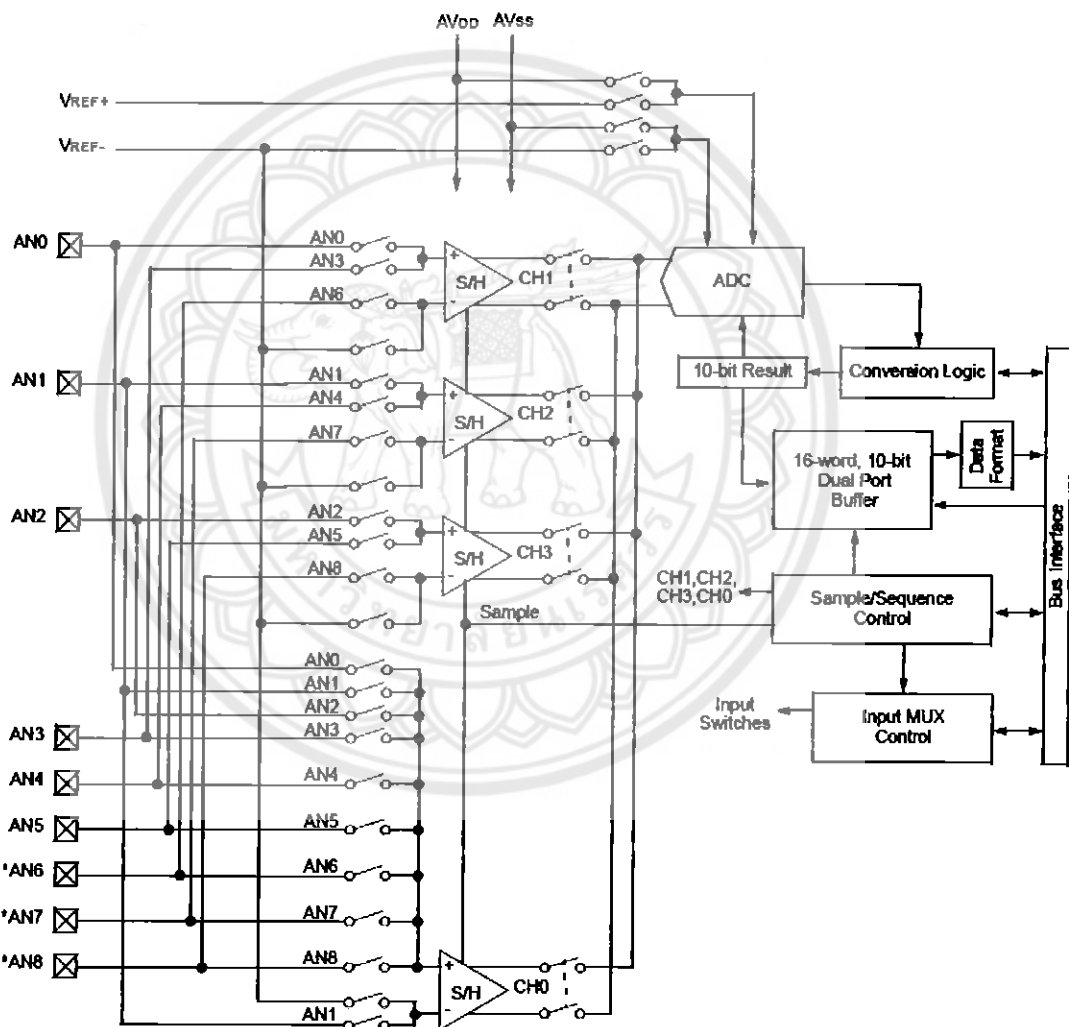 AVDD AVSS
VREF+
VREF-
AN0
AN0
AN3
AN6
S/H
CH1
ADC
AN1
AN1
AN4
AN7
S/H
CH2
10-bit Result
Conversion Logic
16-word, 10-bit
Dual Port
Buffer
Data
Format
Bus Interface
AN2
AN2
AN5
AN8
S/H
CH3
Sample
CH1,CH2,
CH3,CH0
Sample/Sequence
Control
AN0
AN1
AN2
AN3
AN3
Input
Switches
Input MUX
Control
AN4
AN4
AN5
AN5
*AN6
AN6
*AN7
AN7
*AN8
AN8
S/H
CH0
AN1